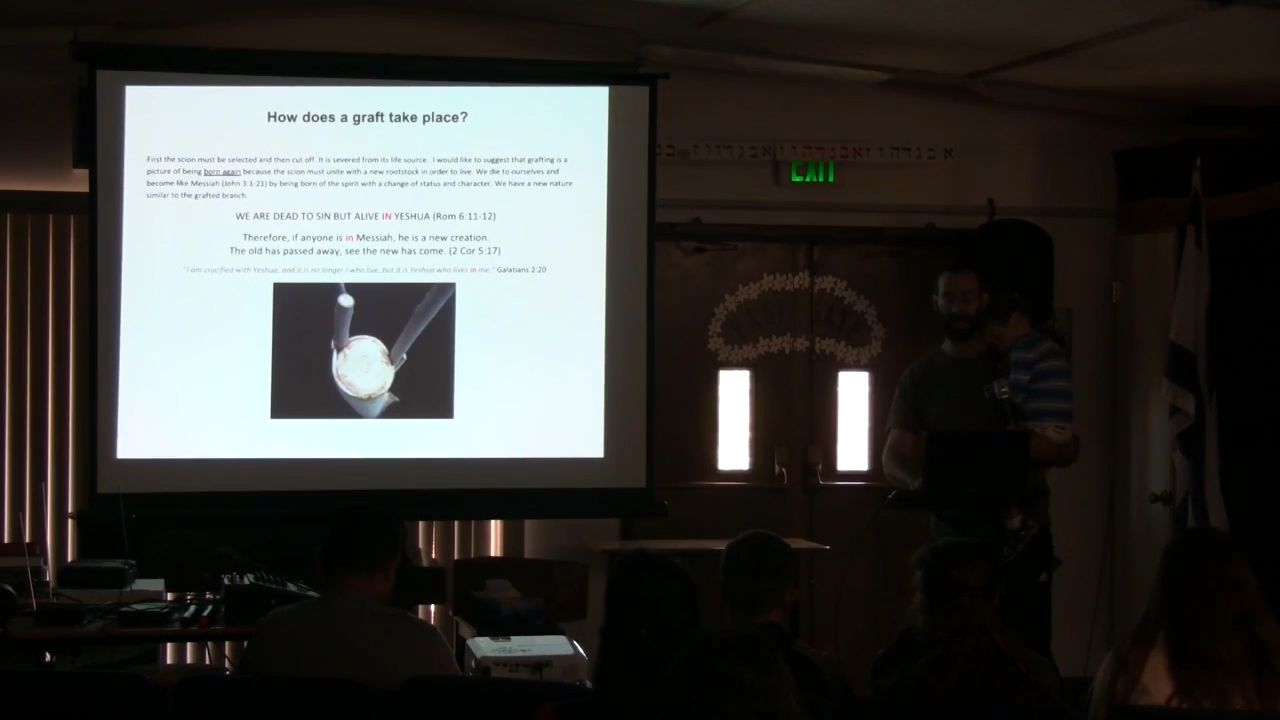 How does a graft take place?
First the scion must be selected and then cut off. It is severed from its life source. I would like to suggest that grafting is a
picture of being born again because the scion must unite with a new rootstock in order to live. We die to ourselves and
become like Messiah (John 3:1-21) by being born of the spirit with a change of status and character. We have a new nature
similar to the grafted branch.
WE ARE DEAD TO SIN BUT ALIVE IN YESHUA (Rom 6:11-12)
Therefore, if anyone is in Messiah, he is a new creation.
The old has passed away, see the new has come. (2 Cor 5:17)
"I am crucified with Yeshua, and it is no longer I who live, but it is Yeshua who lives in me." Galatians 2:20
EXIT